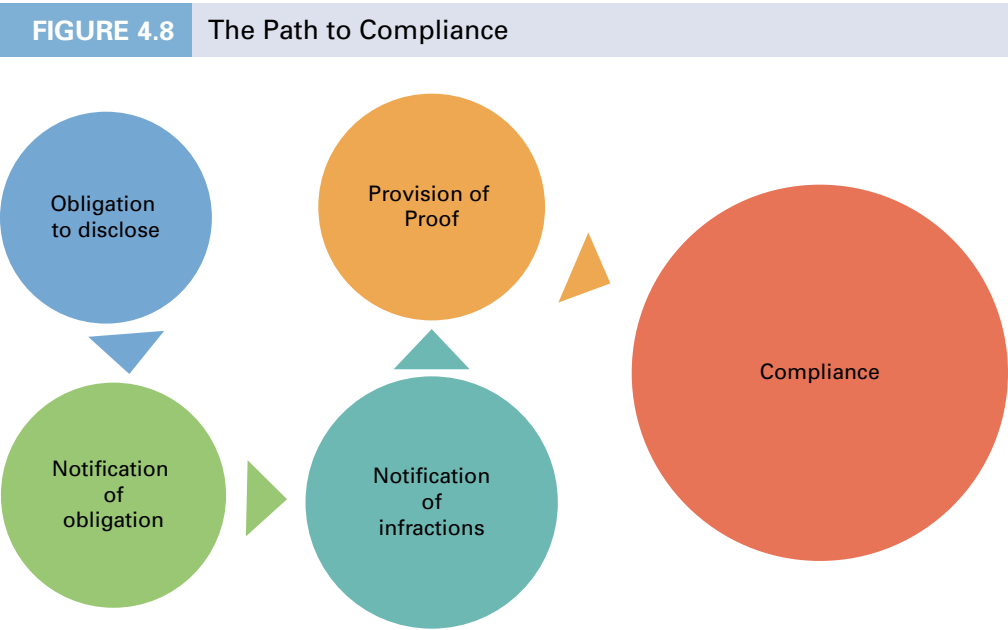 FIGURE 4.8 The Path to Compliance
Obligation
to disclose
Notification
of
obligation
Notification
of
infractions
Provision of
Proof
Compliance